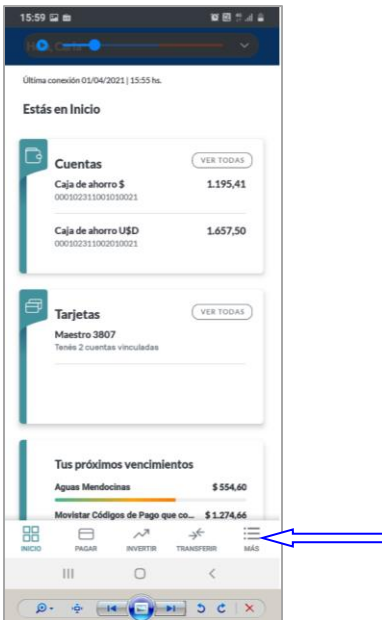 15:59
Última conexión 01/04/2021 | 15:55 hs.
Estás en Inicio
Cuentas VER TODAS
Caja de ahorro $ 1.195,41
000102311001010021
Caja de ahorro U$D 1.657,50
000102311002010021
Tarjetas VER TODAS
Maestro 3807
Tenés 2 cuentas vinculadas
Tus próximos vencimientos
Aguas Mendocinas $ 554,60
Movistar Códigos de Pago que co... $ 1.274,66
INICIO PAGAR INVERTIR TRANSFERIR MÁS